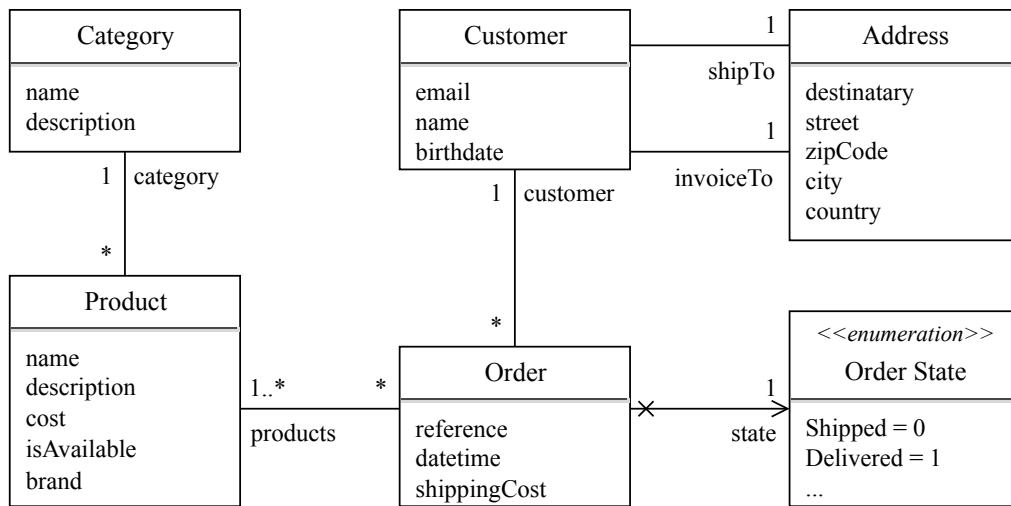 Category
name
description
1 category
*
Product
name
description
cost
isAvailable
brand
1..*
products
*
Customer
email
name
birthdate
1 customer
*
Order
reference
datetime
shippingCost
1
shipTo
1
invoiceTo
Address
destinatary
street
zipCode
city
country
1
state
<<enumeration>>
Order State
Shipped = 0
Delivered = 1
...